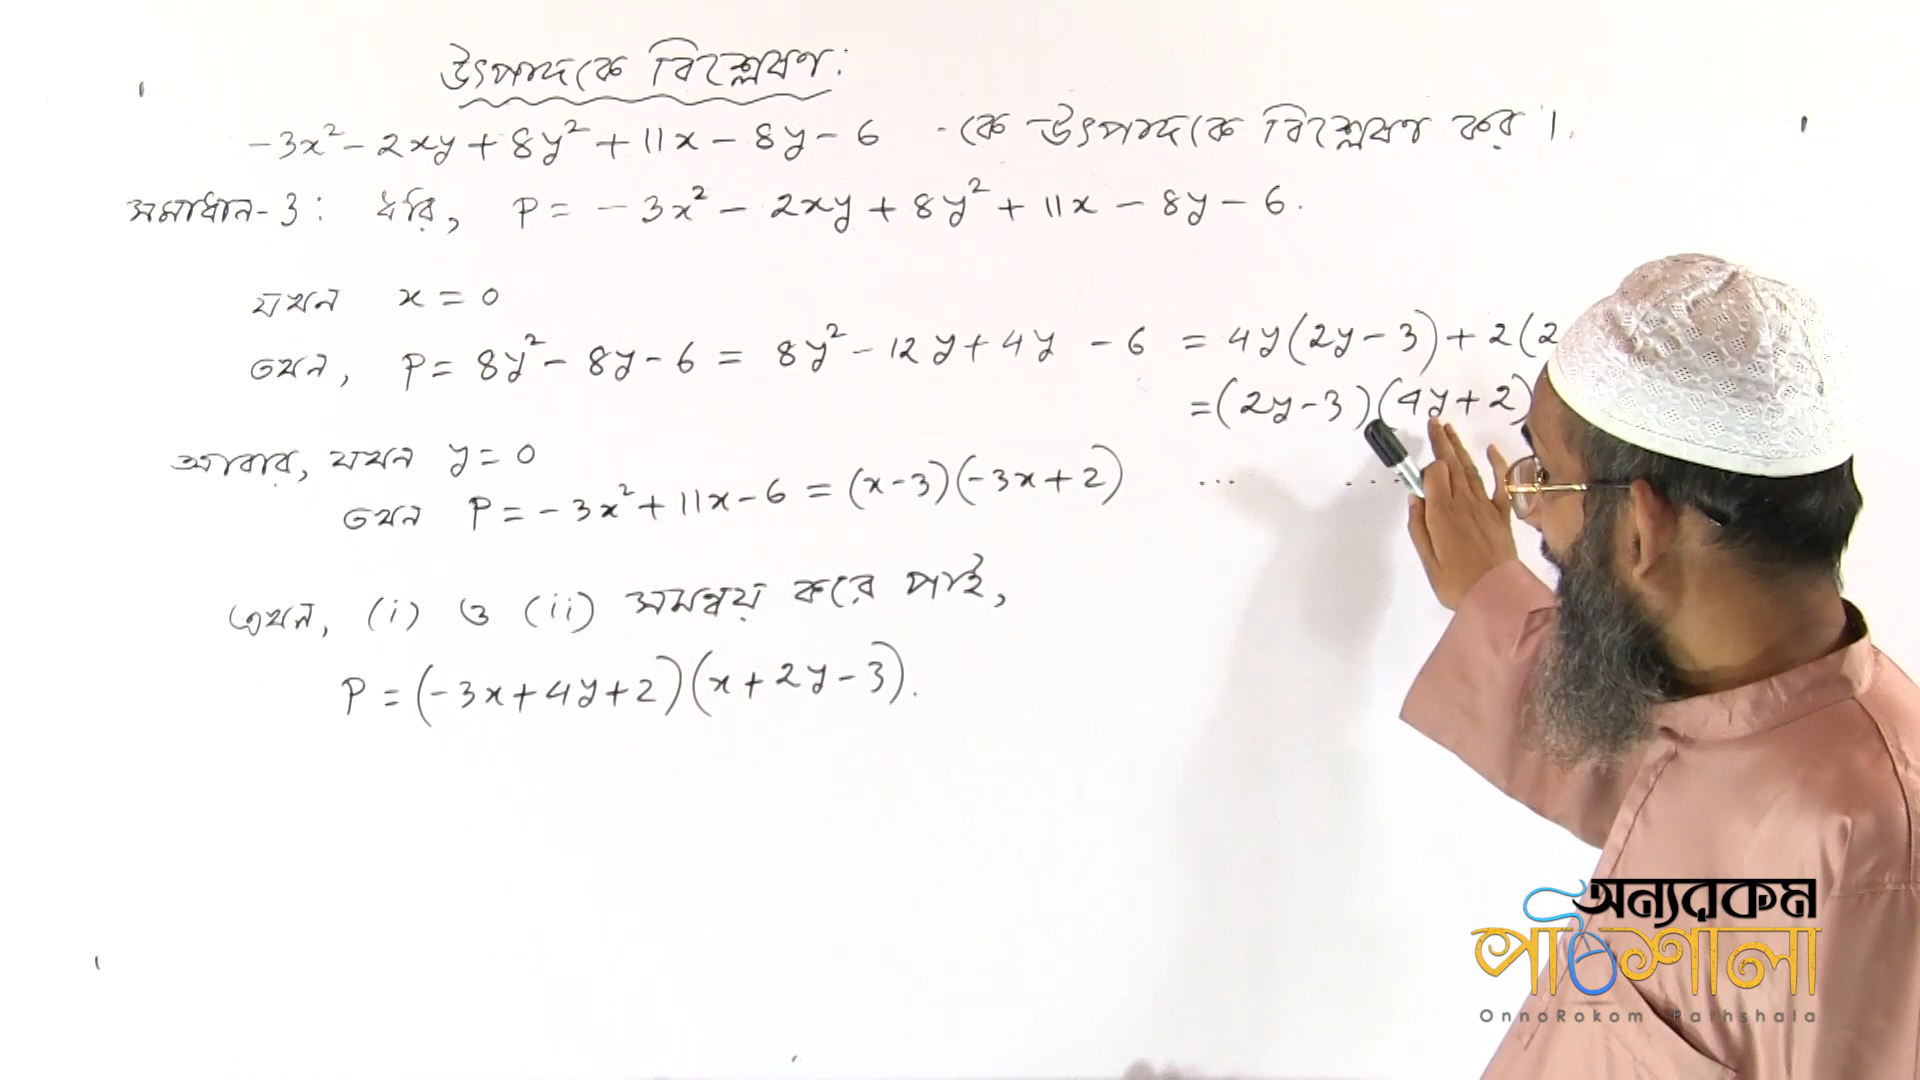 উৎপাদকে বিশ্লেষণ:
-3x² - 2xy + 8y² + 11x - 8y - 6 -কে উৎপাদকে বিশ্লেষণ কর।
সমাধান-3: ধরি, P = -3x² - 2xy + 8y² + 11x - 8y - 6.
যখন x = 0
তখন, P = 8y² - 8y - 6 = 8y² - 12y + 4y - 6 = 4y(2y-3) + 2(2
= (2y-3)(4y+2)
আবার, যখন y = 0
তখন P = -3x² + 11x - 6 = (x-3)(-3x+2) ... ...
এখন, (i) ও (ii) সমন্বয় করে পাই,
P = (-3x+4y+2)(x+2y-3).
অন্যরকম
পাঠশালা
OnnoRokom Pathshala